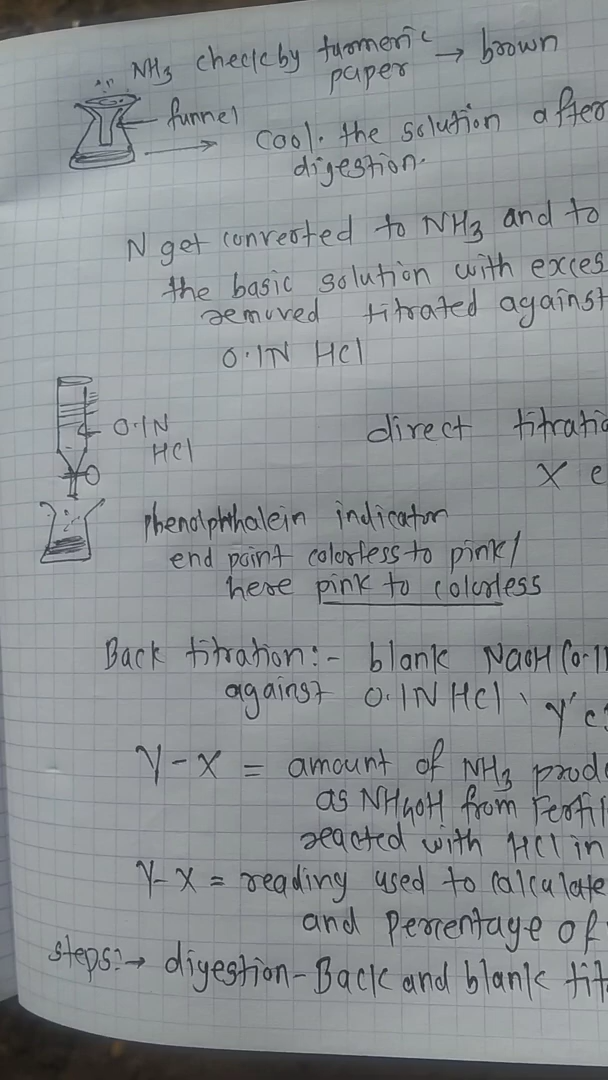 NH3 check by turmeric
paper → brown
funnel
→ cool. the solution after
digestion.
N get converted to NH3 and to
the basic solution with exces
removed titrated against
0.1N HCl
0.1N
HCl
direct titratio
X c
phenolphthalein indicator
end point colorless to pink/
here pink to colorless
Back titration:- blank NaOH (0.1
against 0.1N HCl Y'c
Y-X = amount of NH3 prod
as NH4OH from Fertil
reacted with HCl in
Y-X = reading used to calculate
and percentage of
steps:→ digestion-Back and blank tit